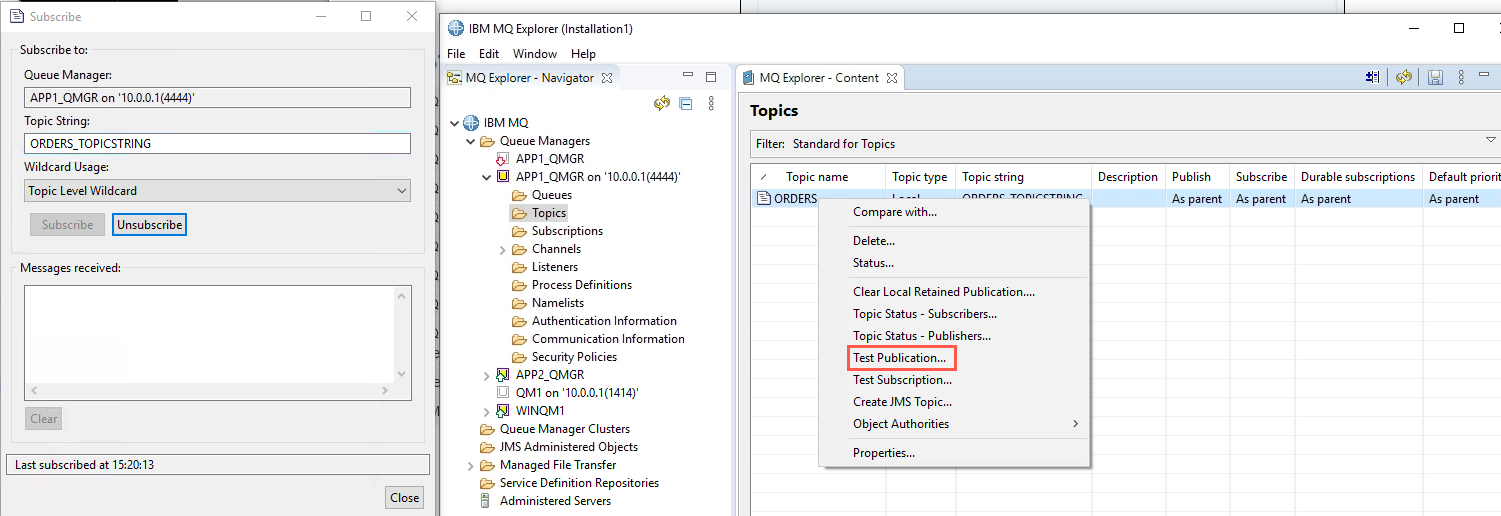 Subscribe
Subscribe to:
Queue Manager:
APP1_QMGR on '10.0.0.1(4444)'
Topic String:
ORDERS_TOPICSTRING
Wildcard Usage:
Topic Level Wildcard
Subscribe Unsubscribe
Messages received:
Clear
Last subscribed at 15:20:13
Close
IBM MQ Explorer (Installation1)
File Edit Window Help
MQ Explorer - Navigator
IBM MQ
Queue Managers
APP1_QMGR
APP1_QMGR on '10.0.0.1(4444)'
Queues
Topics
Subscriptions
Channels
Listeners
Process Definitions
Namelists
Authentication Information
Communication Information
Security Policies
APP2_QMGR
QM1 on '10.0.0.1(1414)'
WINQM1
Queue Manager Clusters
JMS Administered Objects
Managed File Transfer
Service Definition Repositories
Administered Servers
MQ Explorer - Content
Topics
Filter: Standard for Topics
Topic name Topic type Topic string Description Publish Subscribe Durable subscriptions Default priorit
ORDERS Local ORDERS_TOPICSTRING As parent As parent As parent As parent
Compare with...
Delete...
Status...
Clear Local Retained Publication....
Topic Status - Subscribers...
Topic Status - Publishers...
Test Publication...
Test Subscription...
Create JMS Topic...
Object Authorities
Properties...